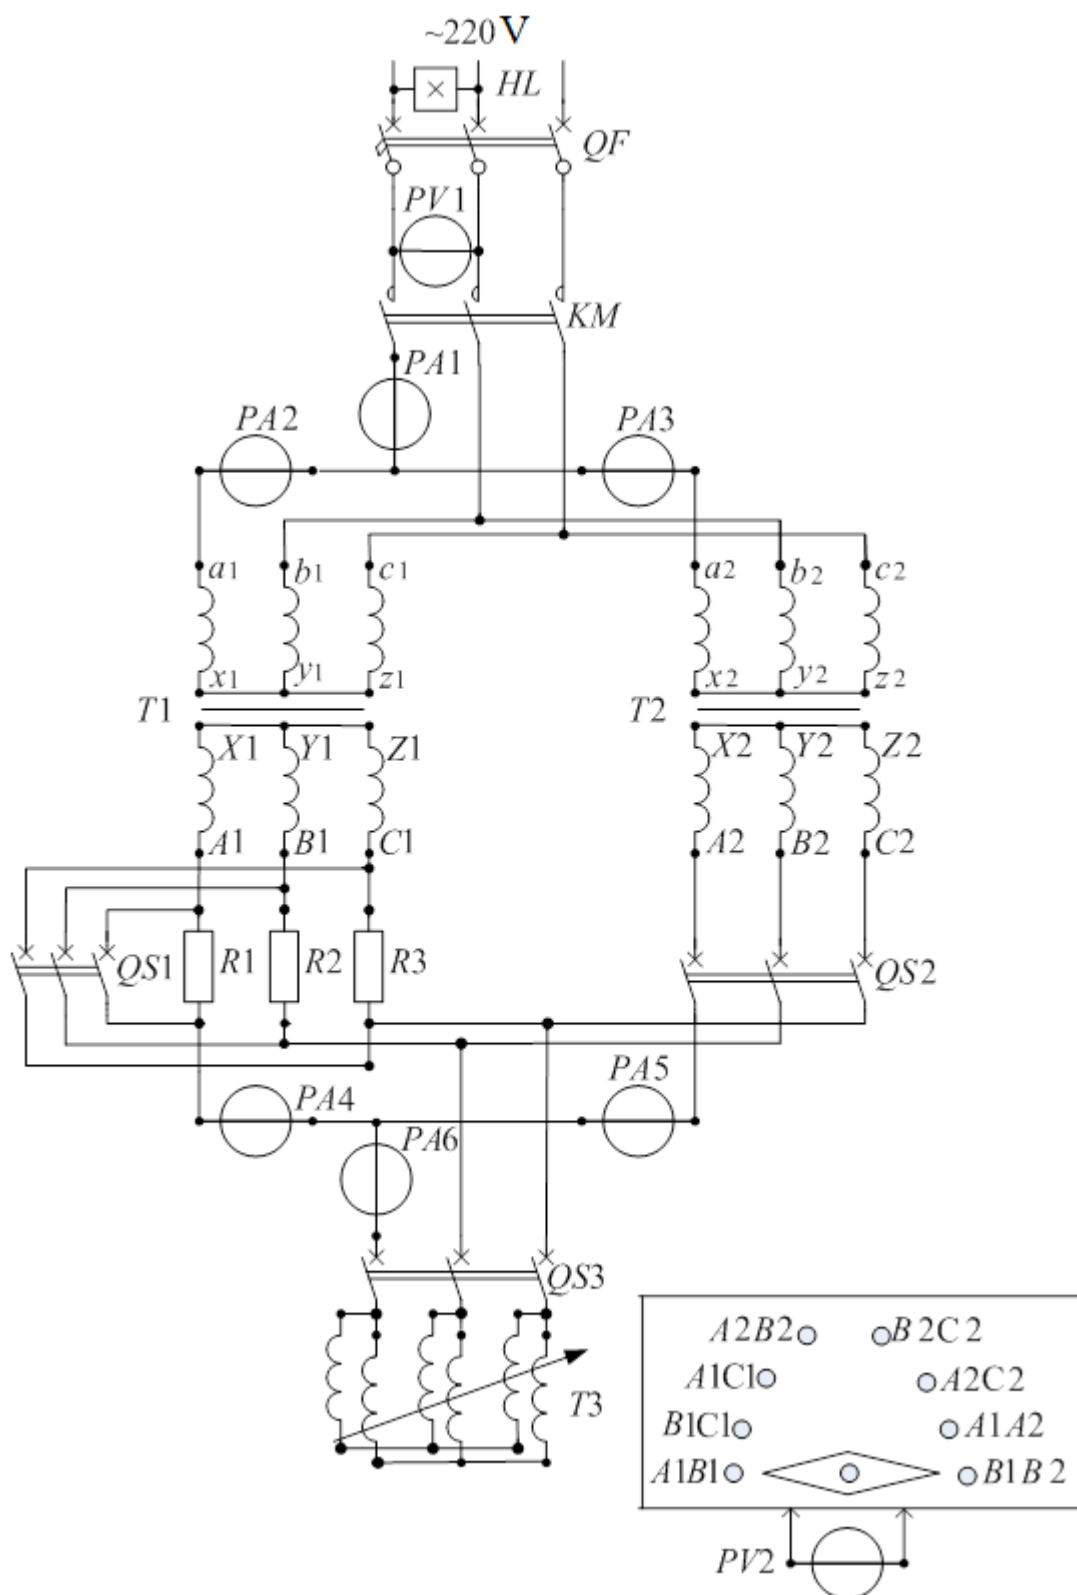 ~220V
HL
QF
PV1
KM
PA1
PA2
PA3
a1 b1 c1 a2 b2 c2
x1 y1 z1 x2 y2 z2
T1 T2
X1 Y1 Z1 X2 Y2 Z2
A1 B1 C1 A2 B2 C2
QS1 R1 R2 R3 QS2
PA4 PA5
PA6
QS3
T3
A2B2 B2C2
A1C1 A2C2
B1C1 A1A2
A1B1 B1B2
PV2